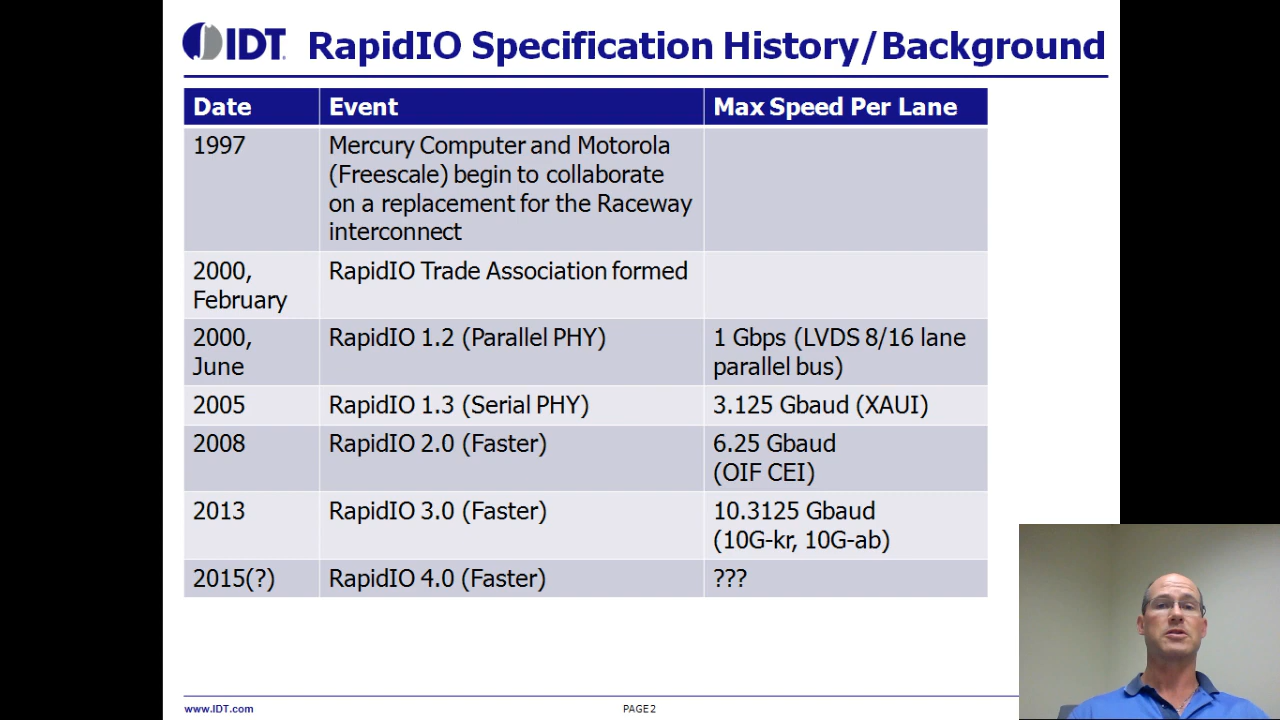 IDT
RapidIO Specification History/Background
Date Event Max Speed Per Lane
1997 Mercury Computer and Motorola
(Freescale) begin to collaborate
on a replacement for the Raceway
interconnect
2000, RapidIO Trade Association formed
February
2000, RapidIO 1.2 (Parallel PHY) 1 Gbps (LVDS 8/16 lane
June parallel bus)
2005 RapidIO 1.3 (Serial PHY) 3.125 Gbaud (XAUI)
2008 RapidIO 2.0 (Faster) 6.25 Gbaud
(OIF CEI)
2013 RapidIO 3.0 (Faster) 10.3125 Gbaud
(10G-kr, 10G-ab)
2015(?) RapidIO 4.0 (Faster) ???
www.IDT.com PAGE 2